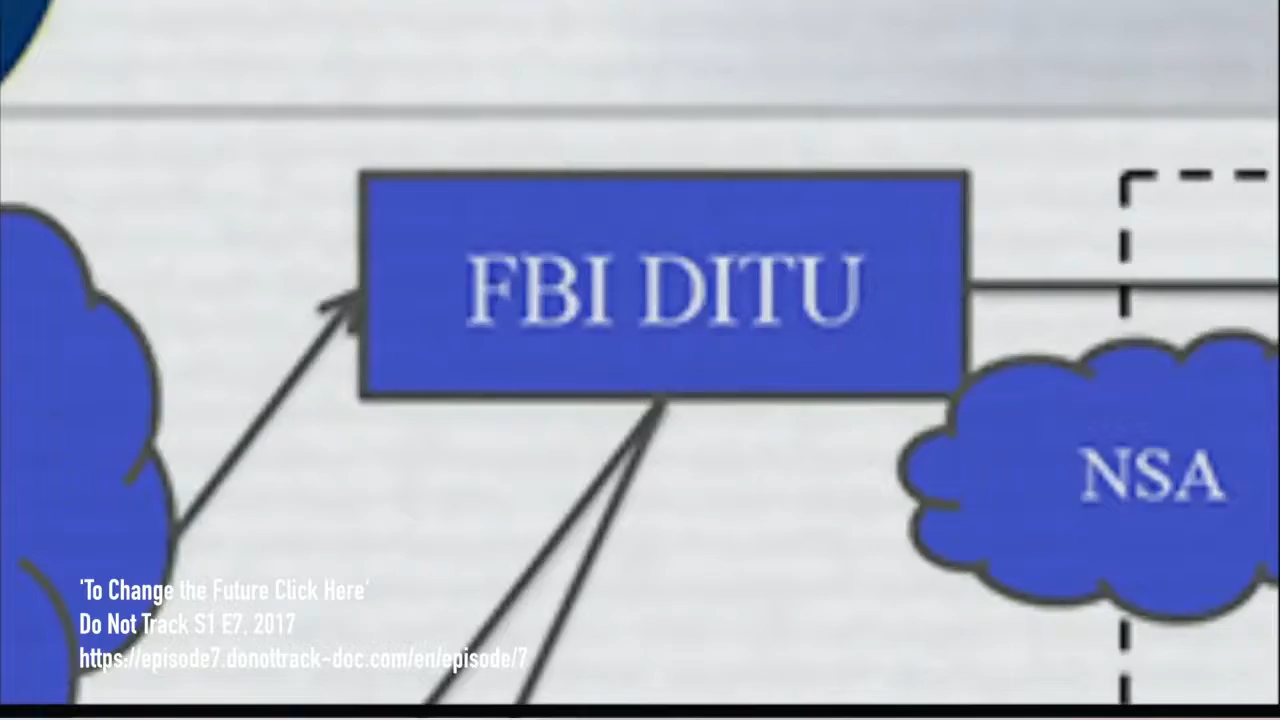 FBI DITU
NSA
'To Change the Future Click Here'
Do Not Track S1 E7, 2017
https://episode7.donottrack-doc.com/en/episode/7